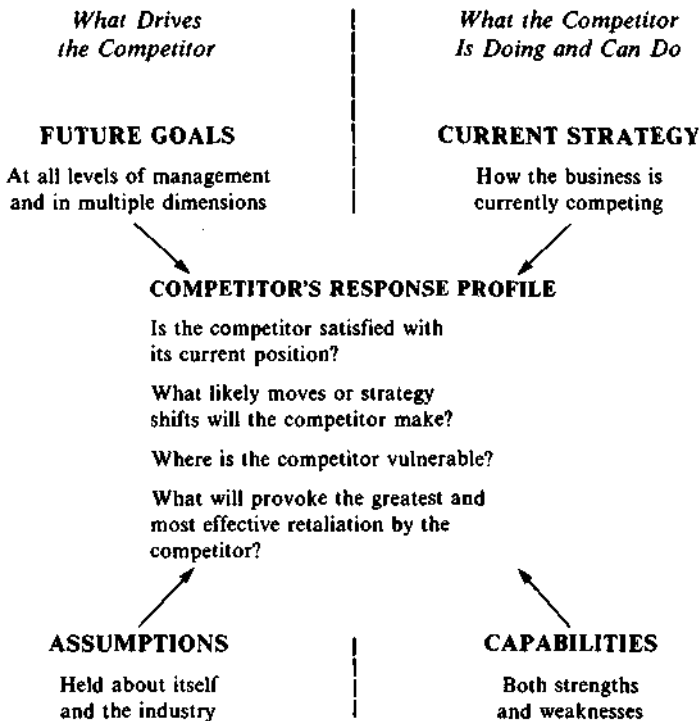 What Drives
the Competitor
What the Competitor
Is Doing and Can Do
FUTURE GOALS
At all levels of management
and in multiple dimensions
CURRENT STRATEGY
How the business is
currently competing
COMPETITOR'S RESPONSE PROFILE
Is the competitor satisfied with
its current position?
What likely moves or strategy
shifts will the competitor make?
Where is the competitor vulnerable?
What will provoke the greatest and
most effective retaliation by the
competitor?
ASSUMPTIONS
Held about itself
and the industry
CAPABILITIES
Both strengths
and weaknesses